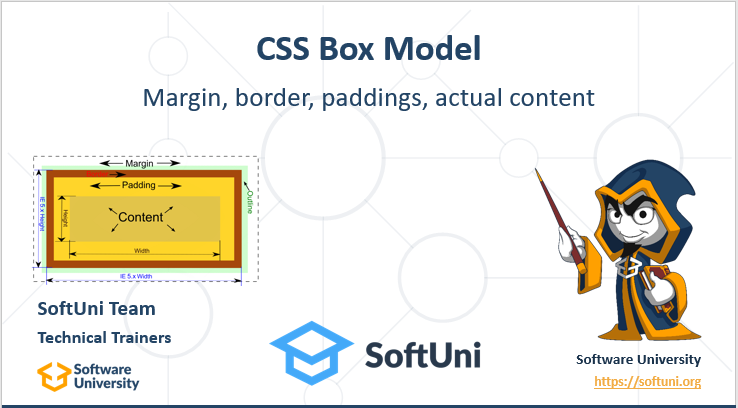 CSS Box Model
Margin, border, paddings, actual content
Margin
Padding
Content
Height
Width
IE 5.x Height
IE 5.x Width
Outline
SoftUni Team
Technical Trainers
Software
University
SoftUni
Software University
https://softuni.org